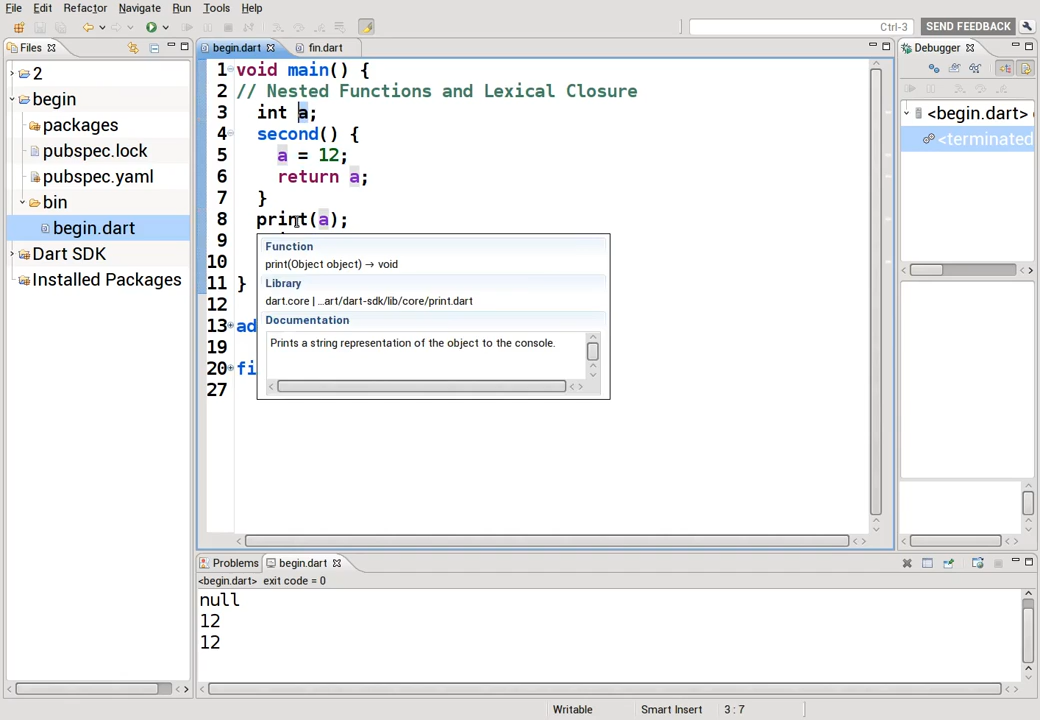 File Edit Refactor Navigate Run Tools Help
Ctrl-3 SEND FEEDBACK
Files
begin.dart fin.dart
Debugger
2
begin
packages
pubspec.lock
pubspec.yaml
bin
begin.dart
Dart SDK
Installed Packages
1 void main() {
2 // Nested Functions and Lexical Closure
3 int a;
4 second() {
5 a = 12;
6 return a;
7 }
8 print(a);
9
10
11 }
12
13 ad
19
20 fi
27
Function
print(Object object) → void
Library
dart.core | ...art/dart-sdk/lib/core/print.dart
Documentation
Prints a string representation of the object to the console.
<begin.dart>
<terminated
Problems begin.dart
<begin.dart> exit code = 0
null
12
12
Writable Smart Insert 3 : 7